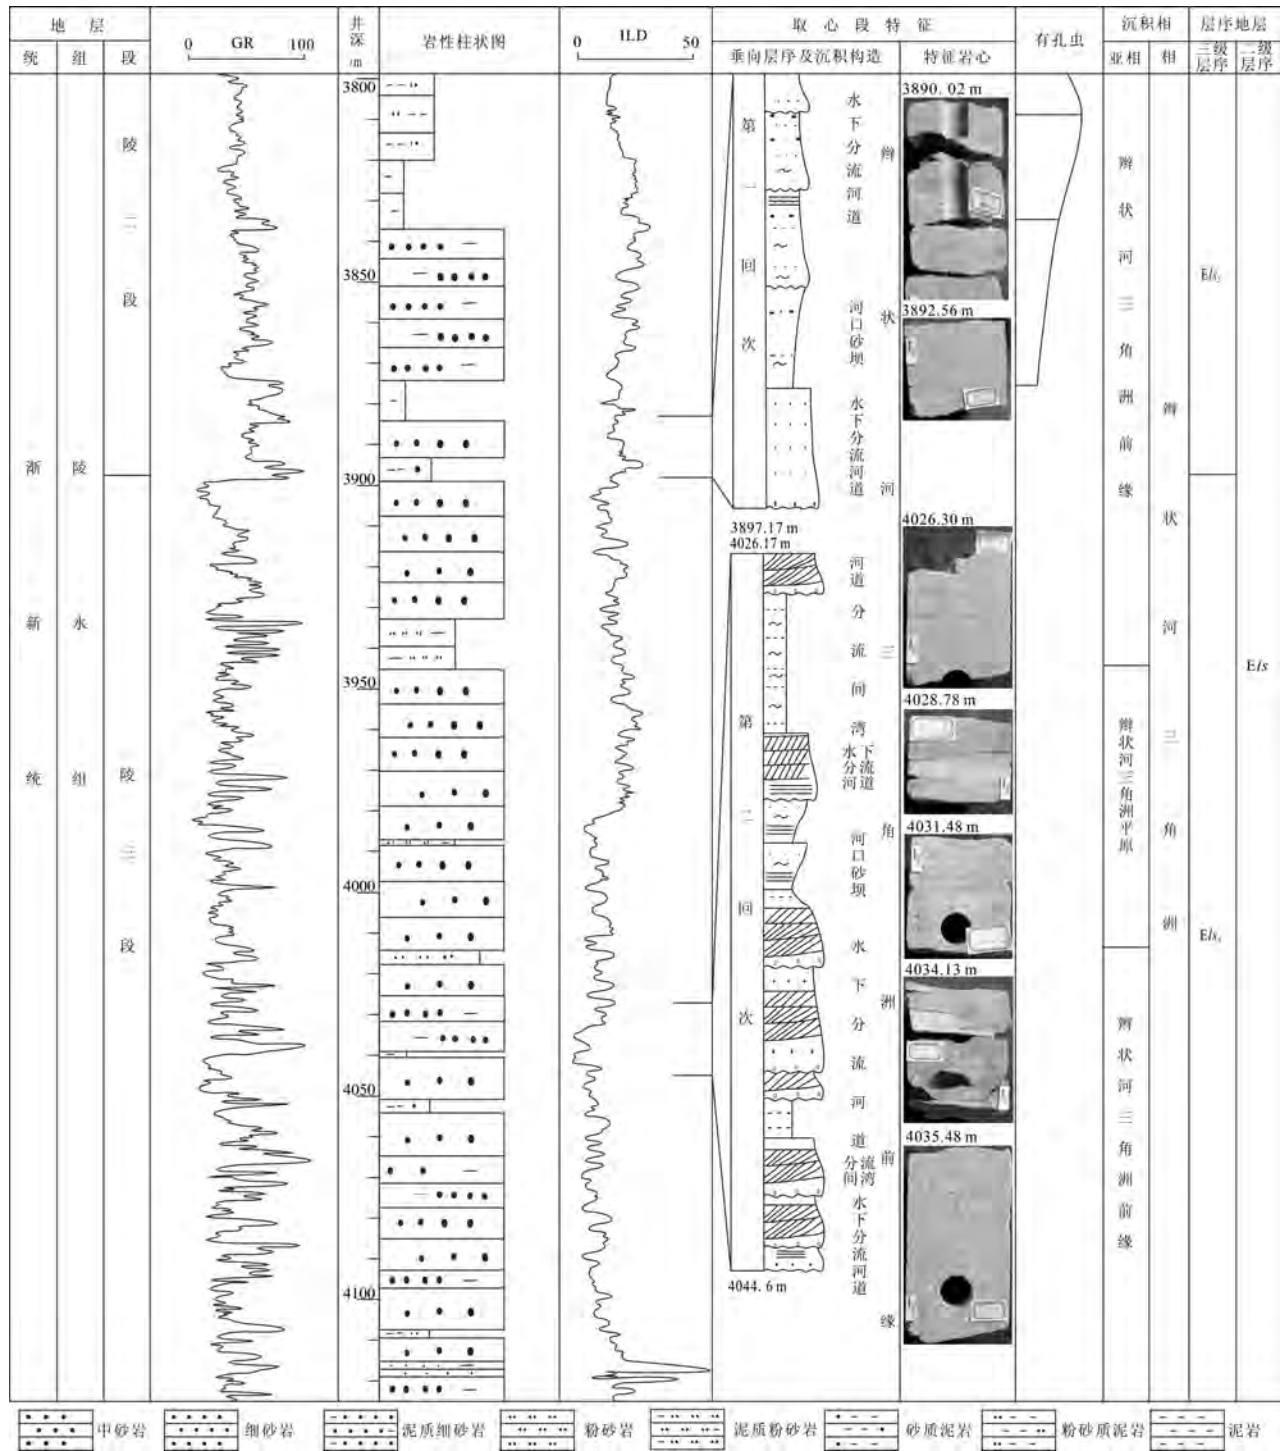 地 层
GR
0 100
井深/m
岩性柱状图
ILD
0 50
取心段特征
有孔虫
沉积相
层序地层
统
组
段
垂向层序及沉积构造
特征岩心
亚相
相
三级层序
二级层序
渐新统
陵水组
陵二段
陵三段
3800
3850
3900
3950
4000
4050
4100
第一回次
水下分流河道
河口砂坝
水下分流河道
3897.17 m
4026.17 m
第二回次
河道
分流间湾
水下分流河道
河口砂坝
水下分流河道
分流间湾
水下分流河道
4044.6 m
辫状河三角洲前缘
3890.02 m
3892.56 m
4026.30 m
4028.78 m
4031.48 m
4034.13 m
4035.48 m
辫状河三角洲前缘
辫状河三角洲平原
辫状河三角洲前缘
辫状河三角洲
Els
中砂岩
细砂岩
泥质细砂岩
粉砂岩
泥质粉砂岩
砂质泥岩
粉砂质泥岩
泥岩